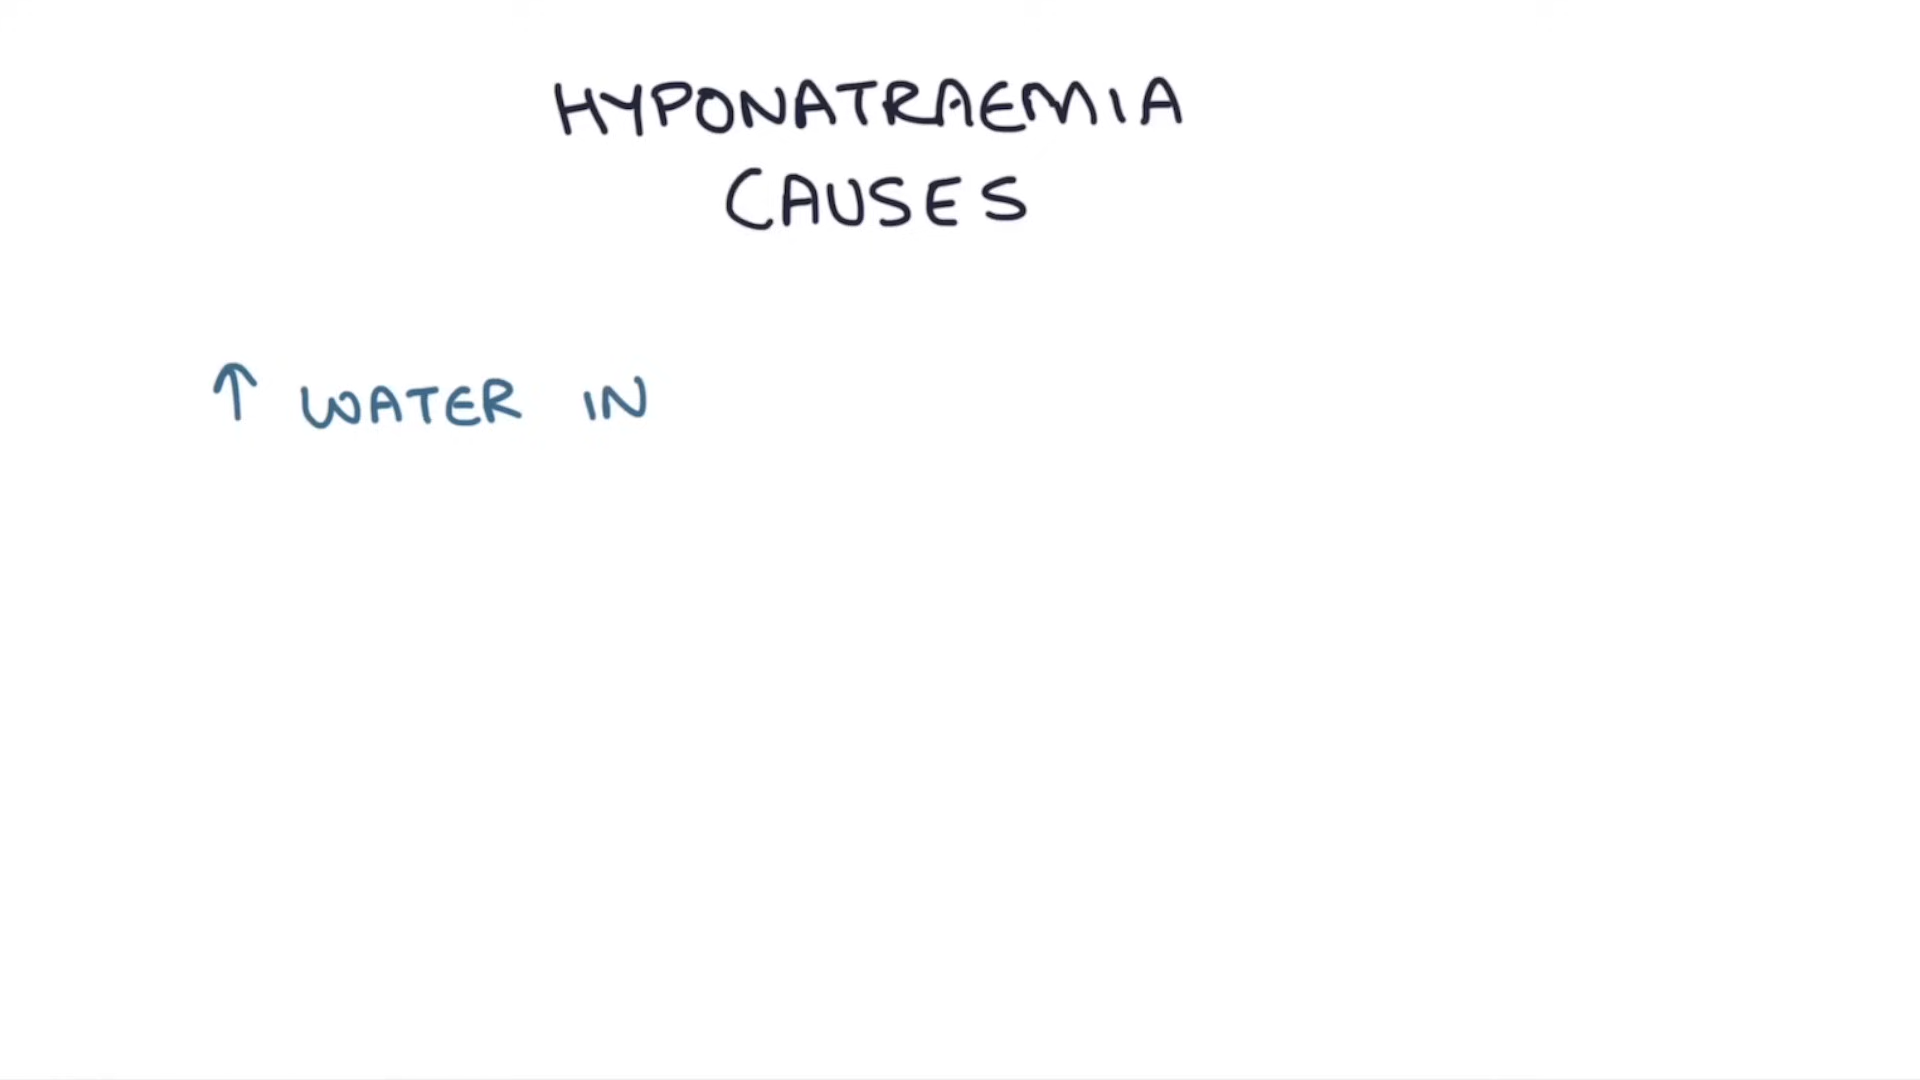 HYPONATRAEMIA
CAUSES
↑ WATER IN